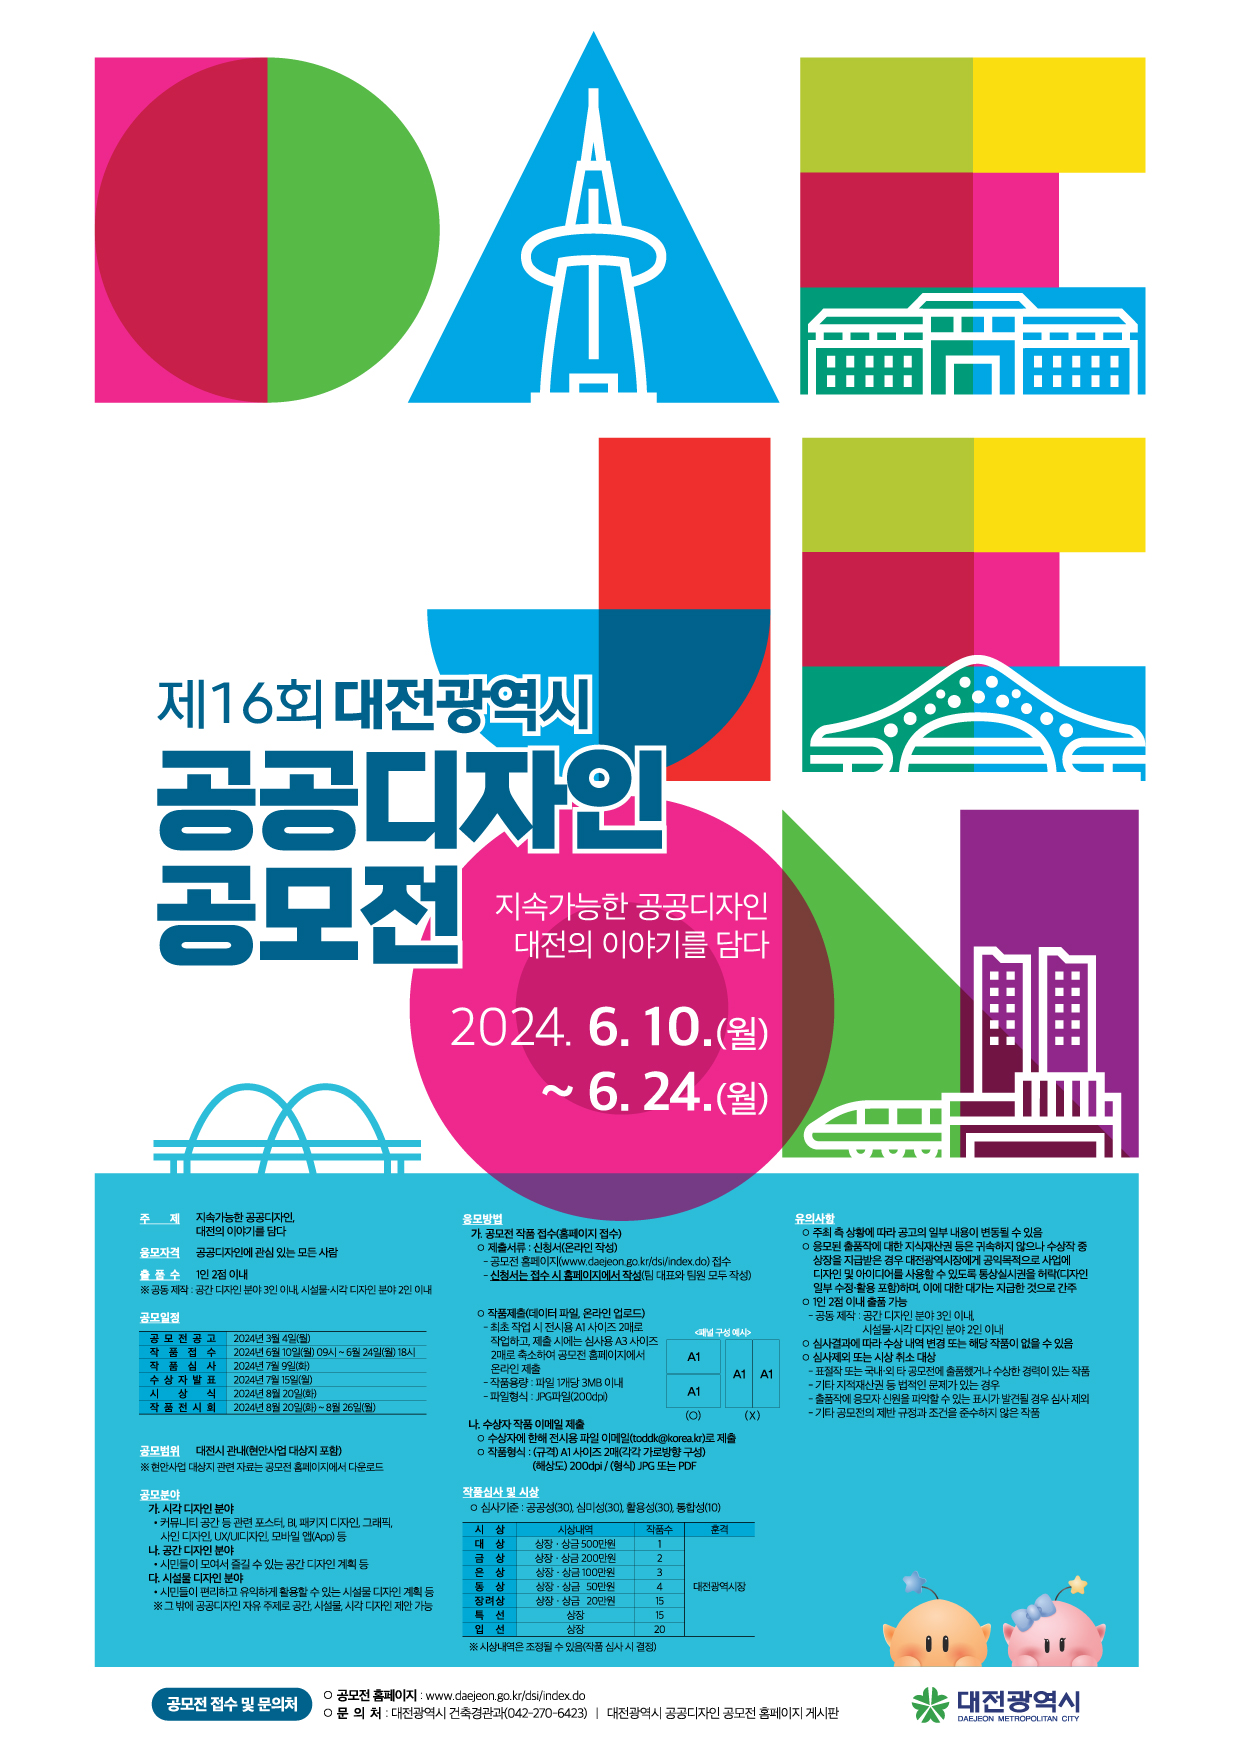 DAE
JE
ON
제16회 대전광역시
공공디자인
공모전
지속가능한 공공디자인
대전의 이야기를 담다
2024. 6. 10.(월)
~ 6. 24.(월)
주 제 지속가능한 공공디자인,
대전의 이야기를 담다
응모자격 공공디자인에 관심 있는 모든 사람
출 품 수 1인 2점 이내
※ 공동 제작 : 공간 디자인 분야 3인 이내, 시설물·시각 디자인 분야 2인 이내
공모일정
공 모 전 공 고 2024년 3월 4일(월)
작 품 접 수 2024년 6월 10일(월) 09시 ~ 6월 24일(월) 18시
작 품 심 사 2024년 7월 9일(화)
수 상 자 발 표 2024년 7월 15일(월)
시 상 식 2024년 8월 20일(화)
작 품 전 시 회 2024년 8월 20일(화) ~ 8월 26일(월)
공모범위 대전시 관내(현안사업 대상지 포함)
※ 현안사업 대상지 관련 자료는 공모전 홈페이지에서 다운로드
공모분야
가. 시각 디자인 분야
• 커뮤니티 공간 등 관련 포스터, BI, 패키지 디자인, 그래픽,
사인 디자인, UX/UI디자인, 모바일 앱(App) 등
나. 공간 디자인 분야
• 시민들이 모여서 즐길 수 있는 공간 디자인 계획 등
다. 시설물 디자인 분야
• 시민들이 편리하고 유익하게 활용할 수 있는 시설물 디자인 계획 등
※ 그 밖에 공공디자인 자유 주제로 공간, 시설물, 시각 디자인 제안 가능
응모방법
가. 공모전 작품 접수(홈페이지 접수)
○ 제출서류 : 신청서(온라인 작성)
- 공모전 홈페이지(www.daejeon.go.kr/dsi/index.do) 접수
- 신청서는 접수 시 홈페이지에서 작성(팀 대표와 팀원 모두 작성)
○ 작품제출(데이터 파일, 온라인 업로드)
- 최초 작업 시 전시용 A1 사이즈 2매로
작업하고, 제출 시에는 심사용 A3 사이즈
2매로 축소하여 공모전 홈페이지에서
온라인 제출
- 작품용량 : 파일 1개당 3MB 이내
- 파일형식 : JPG파일(200dpi)
<패널 구성 예시>
A1
A1
A1 A1
(O) (X)
나. 수상자 작품 이메일 제출
○ 수상자에 한해 전시용 파일 이메일(toddk@korea.kr)로 제출
○ 작품형식 : (규격) A1 사이즈 2매(각각 가로방향 구성)
(해상도) 200dpi / (형식) JPG 또는 PDF
작품심사 및 시상
○ 심사기준 : 공공성(30), 심미성(30), 활용성(30), 통합성(10)
시 상 시상내역 작품수 훈격
대 상 상장 · 상금 500만원 1
금 상 상장 · 상금 200만원 2
은 상 상장 · 상금 100만원 3
동 상 상장 · 상금 50만원 4 대전광역시장
장려상 상장 · 상금 20만원 15
특 선 상장 15
입 선 상장 20
※ 시상내역은 조정될 수 있음(작품 심사 시 결정)
유의사항
○ 주최 측 상황에 따라 공고의 일부 내용이 변동될 수 있음
○ 응모된 출품작에 대한 지식재산권 등은 귀속하지 않으나 수상작 중
상장을 지급받은 경우 대전광역시장에게 공익목적으로 사업에
디자인 및 아이디어를 사용할 수 있도록 통상실시권을 허락(디자인
일부 수정·활용 포함)하며, 이에 대한 대가는 지급한 것으로 간주
○ 1인 2점 이내 출품 가능
- 공동 제작 : 공간 디자인 분야 3인 이내,
시설물·시각 디자인 분야 2인 이내
○ 심사결과에 따라 수상 내역 변경 또는 해당 작품이 없을 수 있음
○ 심사제외 또는 시상 취소 대상
- 표절작 또는 국내·외 타 공모전에 출품했거나 수상한 경력이 있는 작품
- 기타 지적재산권 등 법적인 문제가 있는 경우
- 출품작에 응모자 신원을 파악할 수 있는 표시가 발견될 경우 심사 제외
- 기타 공모전의 제반 규정과 조건을 준수하지 않은 작품
공모전 접수 및 문의처
○ 공모전 홈페이지 : www.daejeon.go.kr/dsi/index.do
○ 문 의 처 : 대전광역시 건축경관과(042-270-6423) | 대전광역시 공공디자인 공모전 홈페이지 게시판
대전광역시
DAEJEON METROPOLITAN CITY